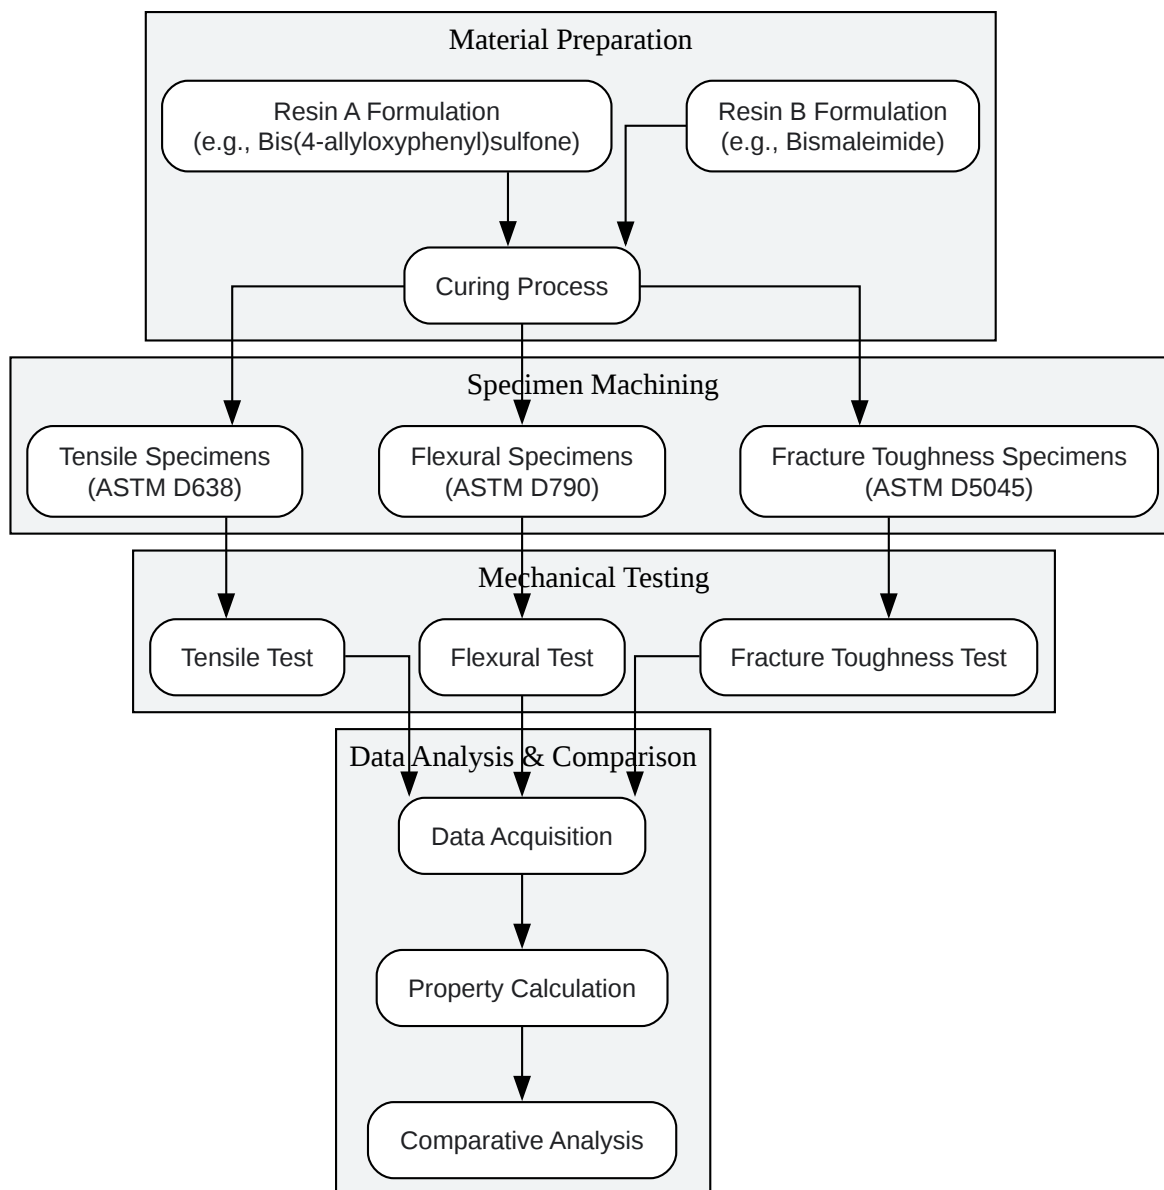 Material Preparation
Resin A Formulation
(e.g., Bis(4-allyloxyphenyl)sulfone)
Resin B Formulation
(e.g., Bismaleimide)
Curing Process
Specimen Machining
Tensile Specimens
(ASTM D638)
Flexural Specimens
(ASTM D790)
Fracture Toughness Specimens
(ASTM D5045)
Mechanical Testing
Tensile Test
Flexural Test
Fracture Toughness Test
Data Analysis & Comparison
Data Acquisition
Property Calculation
Comparative Analysis